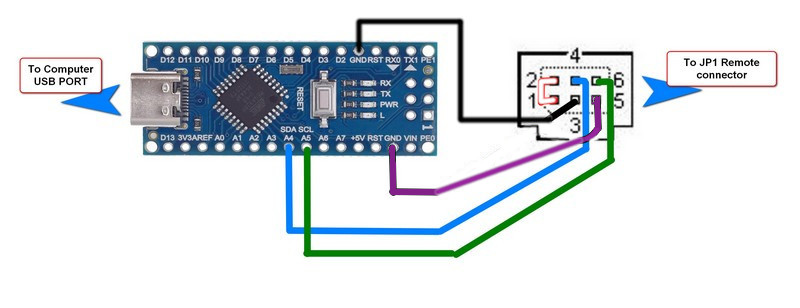 To Computer
USB PORT
D12 D11 D10 D9 D8 D7 D6 D5 D4 D3 D2 GND RST RX0 TX1 PE1
RESET
RX
TX
PWR
L
1
SDA SCL
D13 3V3 AREF A0 A1 A2 A3 A4 A5 A6 A7 +5V RST GND VIN PE0
4
2 6
1 5
3
To JP1 Remote
connector